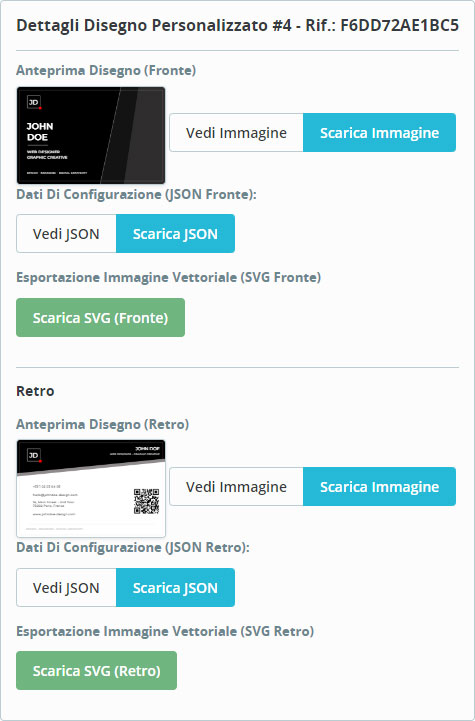 Dettagli Disegno Personalizzato #4 - Rif.: F6DD72AE1BC5
Anteprima Disegno (Fronte)
JD
JOHN
DOE
WEB DESIGNER
GRAPHIC CREATIVE
Vedi Immagine
Scarica Immagine
Dati Di Configurazione (JSON Fronte):
Vedi JSON
Scarica JSON
Esportazione Immagine Vettoriale (SVG Fronte)
Scarica SVG (Fronte)
Retro
Anteprima Disegno (Retro)
JD
JOHN DOE
Vedi Immagine
Scarica Immagine
Dati Di Configurazione (JSON Retro):
Vedi JSON
Scarica JSON
Esportazione Immagine Vettoriale (SVG Retro)
Scarica SVG (Retro)